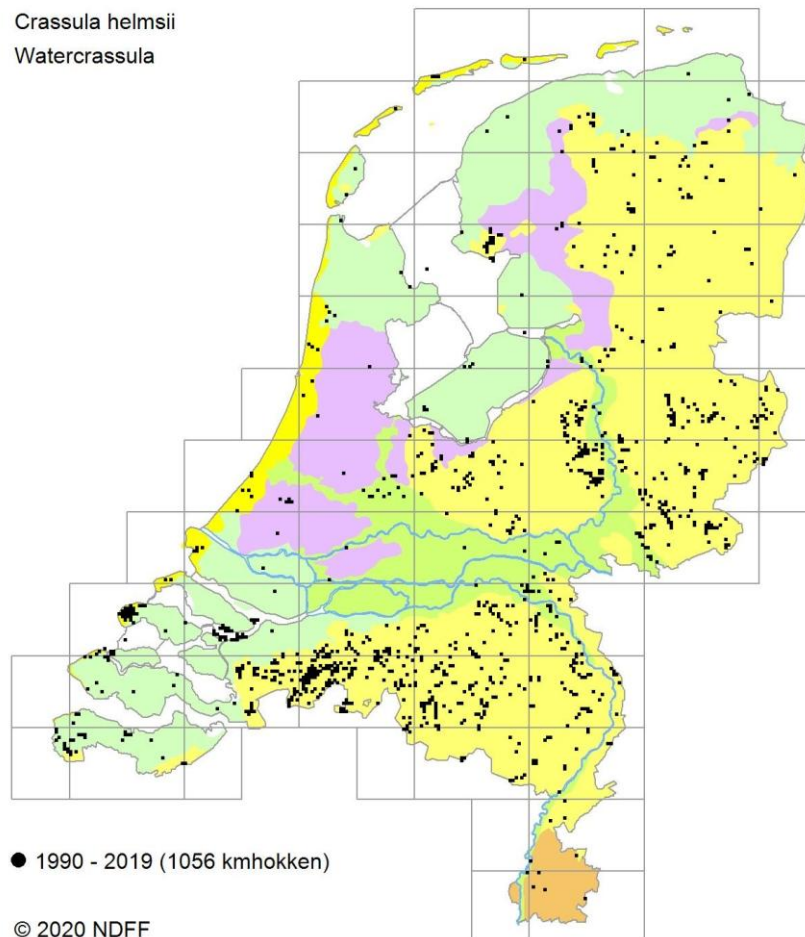 Crassula helmsii
Watercrassula
● 1990 - 2019 (1056 kmhokken)
© 2020 NDFF